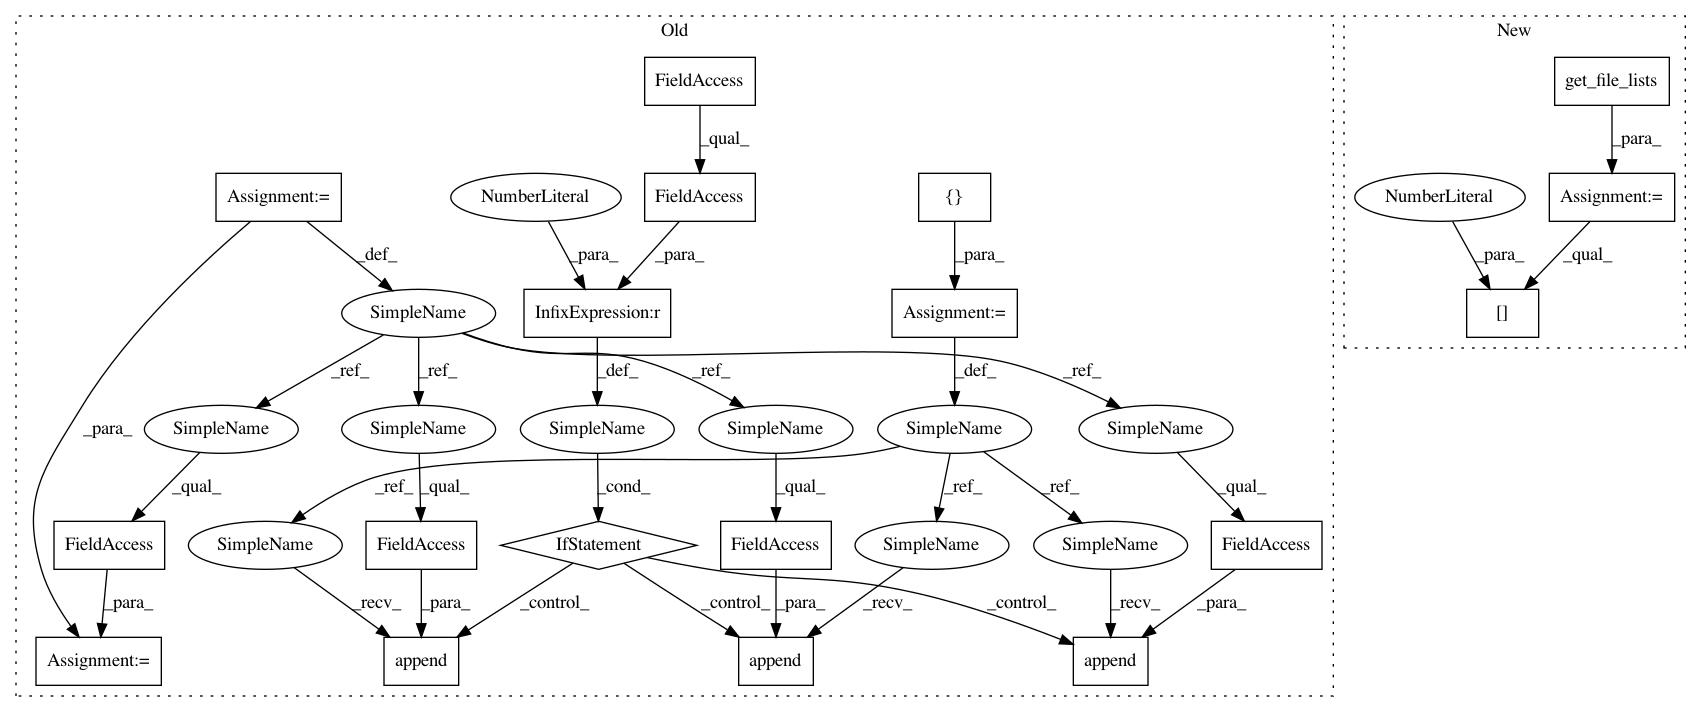 Old
New
FieldAccess
get_file_lists
_qual_
_para_
Assignment:=
NumberLiteral
FieldAccess
{}
NumberLiteral
Assignment:=
_def_
_para_
_para_
_para_
_para_
_qual_
SimpleName
InfixExpression:r
Assignment:=
[]
_ref_
_ref_
_def_
_ref_
_def_
_ref_
_para_
SimpleName
SimpleName
SimpleName
SimpleName
SimpleName
SimpleName
_qual_
_ref_
_qual_
_cond_
_qual_
_ref_
_ref_
_qual_
FieldAccess
SimpleName
FieldAccess
IfStatement
FieldAccess
SimpleName
SimpleName
FieldAccess
_para_
_recv_
_para_
_control_
_control_
_para_
_recv_
_control_
_recv_
_para_
Assignment:=
append
append
append